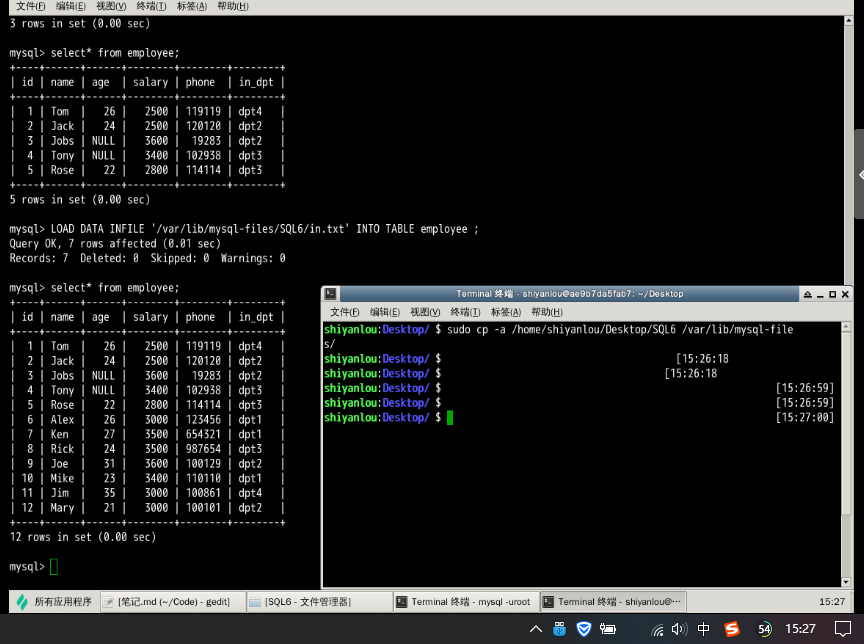 文件(F) 编辑(E) 视图(V) 终端(T) 标签(A) 帮助(H)
3 rows in set (0.00 sec)
mysql> select* from employee;
+----+------+------+--------+--------+--------+
| id | name | age  | salary | phone  | in_dpt |
+----+------+------+--------+--------+--------+
|  1 | Tom  |   26 |   2500 | 119119 | dpt4   |
|  2 | Jack |   24 |   2500 | 120120 | dpt2   |
|  3 | Jobs | NULL |   3600 |  19283 | dpt2   |
|  4 | Tony | NULL |   3400 | 102938 | dpt3   |
|  5 | Rose |   22 |   2800 | 114114 | dpt3   |
+----+------+------+--------+--------+--------+
5 rows in set (0.00 sec)
mysql> LOAD DATA INFILE '/var/lib/mysql-files/SQL6/in.txt' INTO TABLE employee ;
Query OK, 7 rows affected (0.01 sec)
Records: 7  Deleted: 0  Skipped: 0  Warnings: 0
mysql> select* from employee;
+----+------+------+--------+--------+--------+
| id | name | age  | salary | phone  | in_dpt |
+----+------+------+--------+--------+--------+
|  1 | Tom  |   26 |   2500 | 119119 | dpt4   |
|  2 | Jack |   24 |   2500 | 120120 | dpt2   |
|  3 | Jobs | NULL |   3600 |  19283 | dpt2   |
|  4 | Tony | NULL |   3400 | 102938 | dpt3   |
|  5 | Rose |   22 |   2800 | 114114 | dpt3   |
|  6 | Alex |   26 |   3000 | 123456 | dpt1   |
|  7 | Ken  |   27 |   3500 | 654321 | dpt1   |
|  8 | Rick |   24 |   3500 | 987654 | dpt3   |
|  9 | Joe  |   31 |   3600 | 100129 | dpt2   |
| 10 | Mike |   23 |   3400 | 110110 | dpt1   |
| 11 | Jim  |   35 |   3000 | 100861 | dpt4   |
| 12 | Mary |   21 |   3000 | 100101 | dpt2   |
+----+------+------+--------+--------+--------+
12 rows in set (0.00 sec)
mysql>
Terminal 终端 - shiyanlou@ae9b7da5fab7: ~/Desktop
文件(F) 编辑(E) 视图(V) 终端(T) 标签(A) 帮助(H)
shiyanlou:Desktop/ $ sudo cp -a /home/shiyanlou/Desktop/SQL6 /var/lib/mysql-file
s/
shiyanlou:Desktop/ $ [15:26:18
shiyanlou:Desktop/ $ [15:26:18
shiyanlou:Desktop/ $ [15:26:59]
shiyanlou:Desktop/ $ [15:26:59]
shiyanlou:Desktop/ $ [15:27:00]
所有应用程序 [笔记.md (~/Code) - gedit] [SQL6 - 文件管理器] Terminal 终端 - mysql -uroot Terminal 终端 - shiyanlou@··· 15:27
中 S 54 15:27